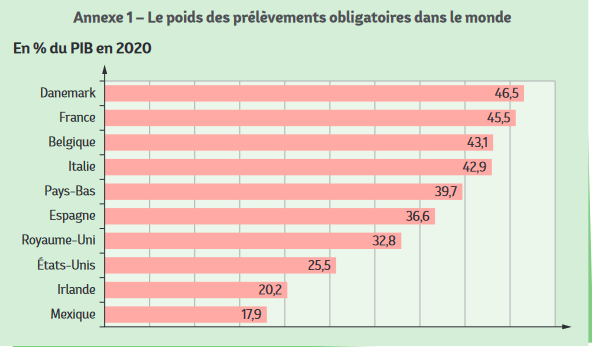 Annexe 1 – Le poids des prélèvements obligatoires dans le monde
En % du PIB en 2020
Danemark 46,5
France 45,5
Belgique 43,1
Italie 42,9
Pays-Bas 39,7
Espagne 36,6
Royaume-Uni 32,8
États-Unis 25,5
Irlande 20,2
Mexique 17,9